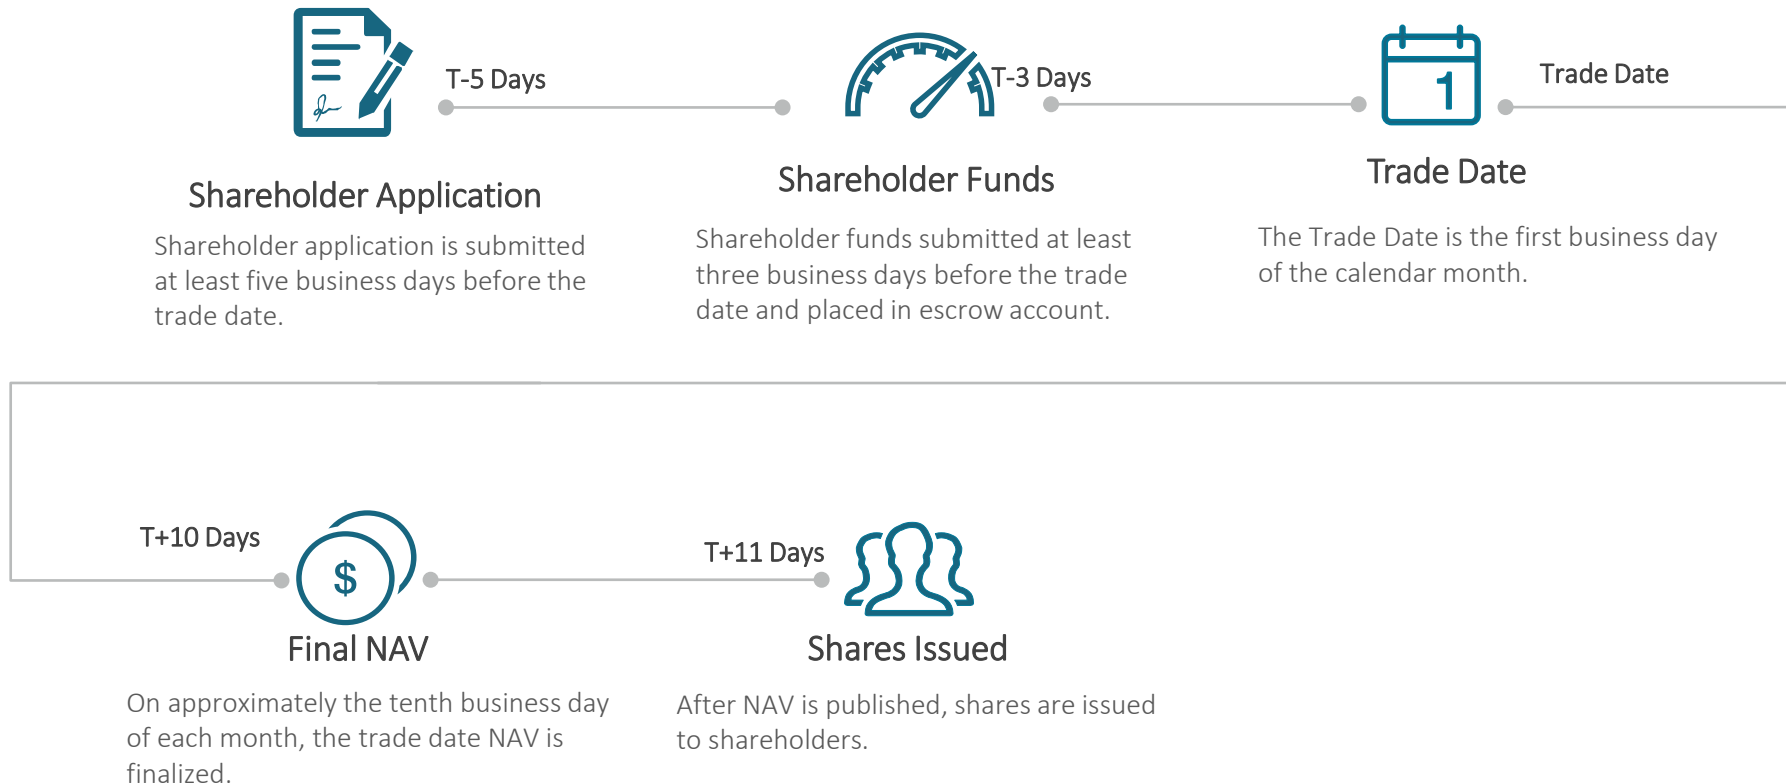 T-5 Days
T-3 Days
1
Trade Date
Shareholder Application
Shareholder Funds
Trade Date
Shareholder application is submitted
at least five business days before the
trade date.
Shareholder funds submitted at least
three business days before the trade
date and placed in escrow account.
The Trade Date is the first business day
of the calendar month.
T+10 Days
$
T+11 Days
Final NAV
Shares Issued
On approximately the tenth business day
of each month, the trade date NAV is
finalized.
After NAV is published, shares are issued
to shareholders.